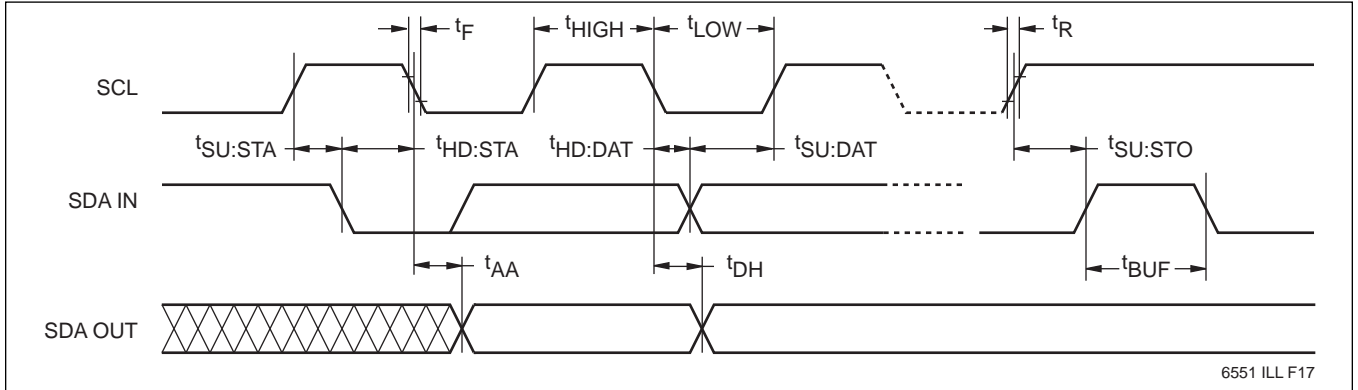 tF tHIGH tLOW tR
SCL
tSU:STA tHD:STA tHD:DAT tSU:DAT tSU:STO
SDA IN
tAA tDH tBUF
SDA OUT
6551 ILL F17